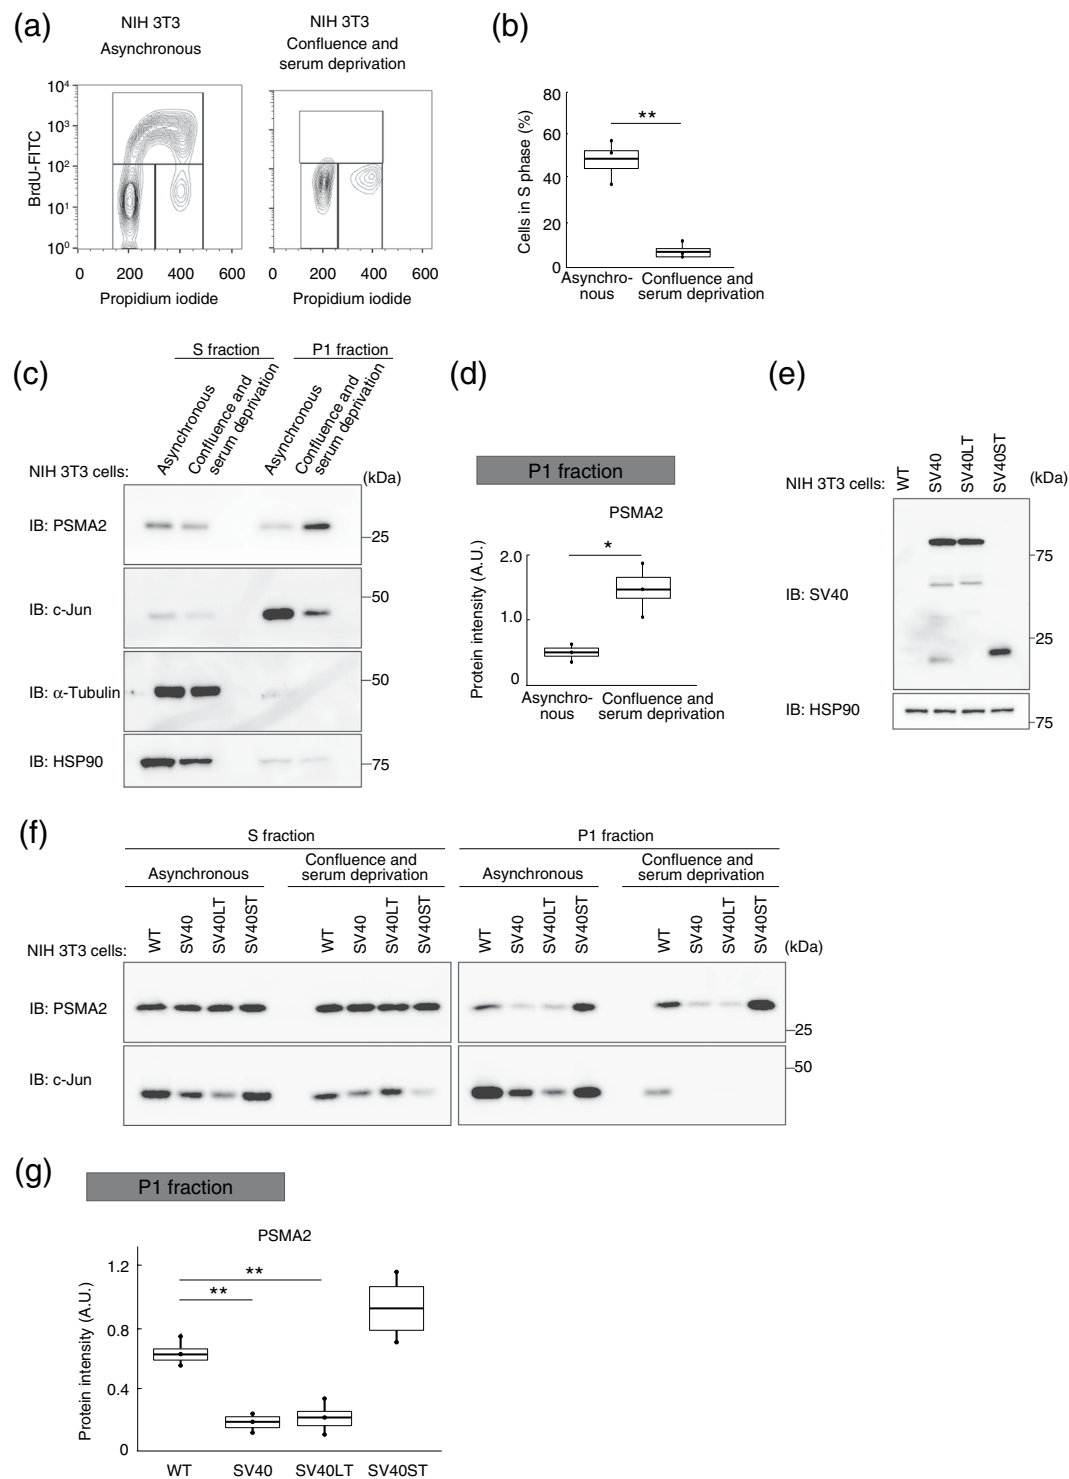 (a)
NIH 3T3
Asynchronous
NIH 3T3
Confluence and
serum deprivation
BrdU-FITC
10⁴
10³
10²
10¹
10⁰
0 200 400 600
0 200 400 600
Propidium iodide
Propidium iodide
(b)
Cells in S phase (%)
80
60
40
20
0
**
Asynchro-
nous
Confluence and
serum deprivation
(c)
S fraction
P1 fraction
Asynchronous
Confluence and
serum deprivation
Asynchronous
Confluence and
serum deprivation
NIH 3T3 cells:
(kDa)
IB: PSMA2
25
IB: c-Jun
50
IB: α-Tubulin
50
IB: HSP90
75
(d)
P1 fraction
PSMA2
Protein intensity (A.U.)
2.0
1.0
0
*
Asynchro-
nous
Confluence and
serum deprivation
(e)
NIH 3T3 cells:
WT
SV40
SV40LT
SV40ST
(kDa)
75
IB: SV40
25
IB: HSP90
75
(f)
S fraction
P1 fraction
Asynchronous
Confluence and
serum deprivation
Asynchronous
Confluence and
serum deprivation
NIH 3T3 cells:
WT
SV40
SV40LT
SV40ST
WT
SV40
SV40LT
SV40ST
WT
SV40
SV40LT
SV40ST
WT
SV40
SV40LT
SV40ST
(kDa)
IB: PSMA2
25
IB: c-Jun
50
(g)
P1 fraction
PSMA2
Protein intensity (A.U.)
1.2
0.8
0.4
0
**
**
WT SV40 SV40LT SV40ST